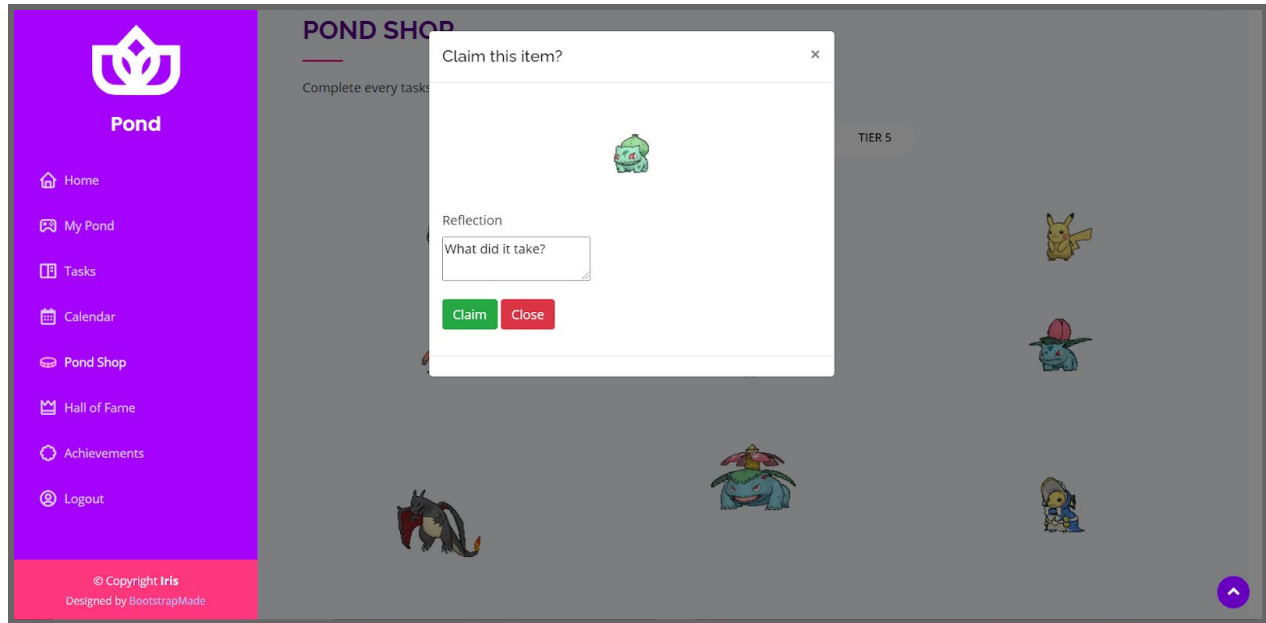 Pond
Home
My Pond
Tasks
Calendar
Pond Shop
Hall of Fame
Achievements
Logout
© Copyright Iris
Designed by BootstrapMade
POND SHOP
Complete every tasks
TIER 5
Claim this item?
×
Reflection
What did it take?
Claim Close